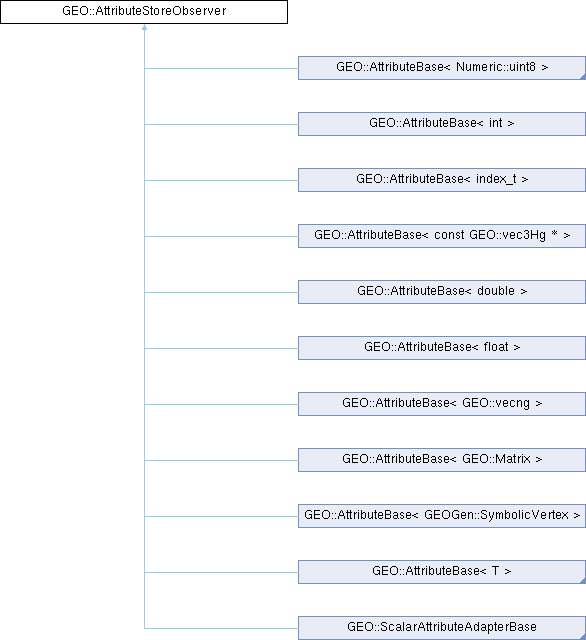 GEO::AttributeStoreObserver
GEO::AttributeBase< Numeric::uint8 >
GEO::AttributeBase< int >
GEO::AttributeBase< index_t >
GEO::AttributeBase< const GEO::vec3Hg * >
GEO::AttributeBase< double >
GEO::AttributeBase< float >
GEO::AttributeBase< GEO::vecng >
GEO::AttributeBase< GEO::Matrix >
GEO::AttributeBase< GEOGen::SymbolicVertex >
GEO::AttributeBase< T >
GEO::ScalarAttributeAdapterBase